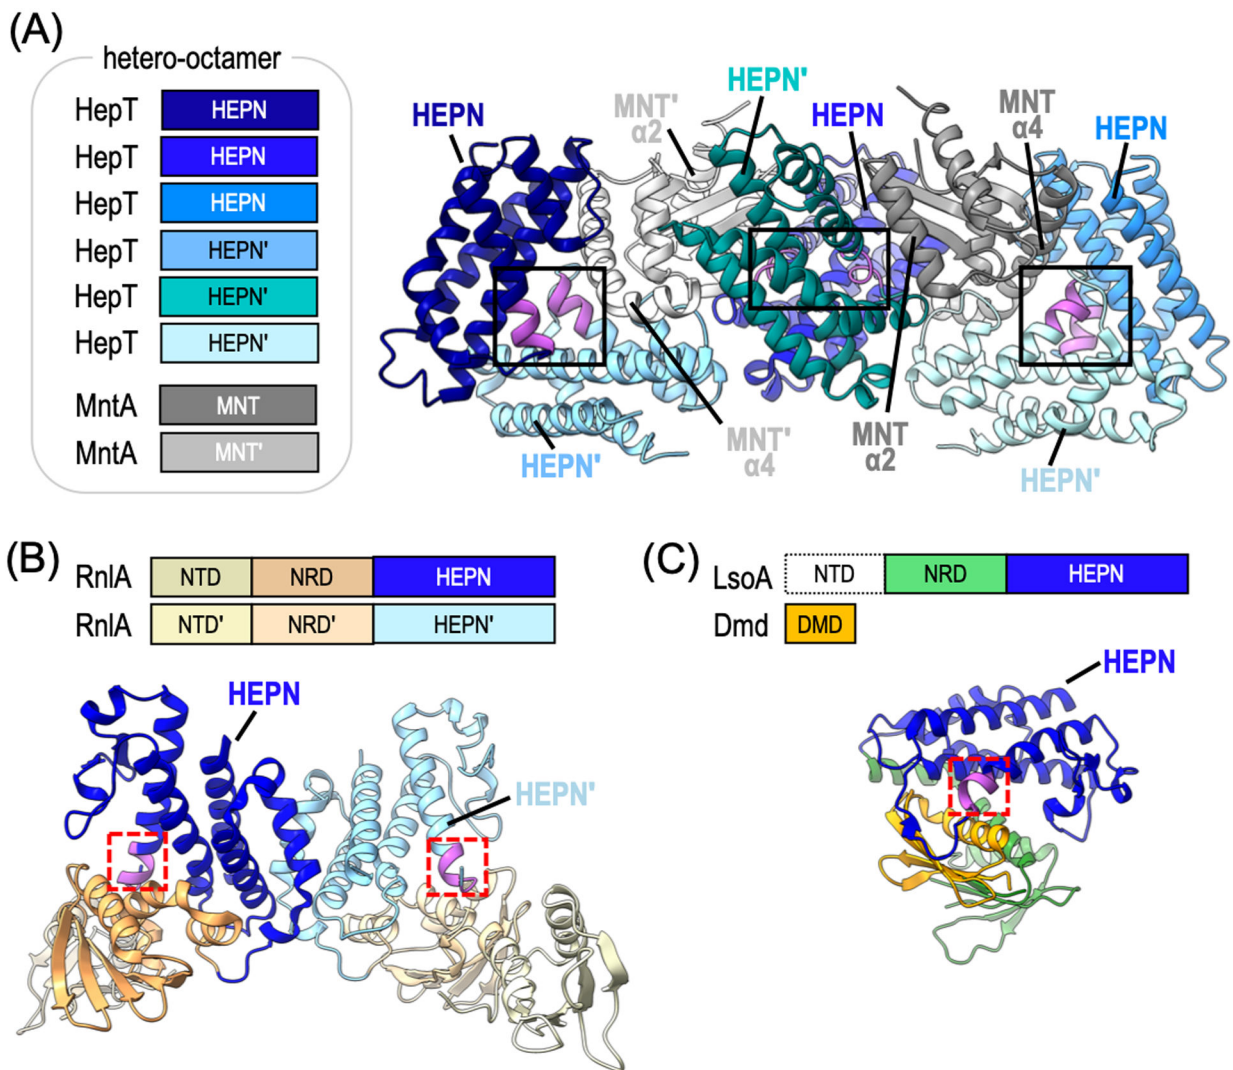 (A)
hetero-octamer
HepT HEPN
HepT HEPN
HepT HEPN
HepT HEPN'
HepT HEPN'
HepT HEPN'
MntA MNT
MntA MNT'
HEPN
MNT'
α2
HEPN'
HEPN
MNT
α4
HEPN
HEPN'
MNT'
α4
MNT
α2
HEPN'
(B)
RnlA NTD NRD HEPN
RnlA NTD' NRD' HEPN'
HEPN
HEPN'
(C)
LsoA NTD NRD HEPN
Dmd DMD
HEPN